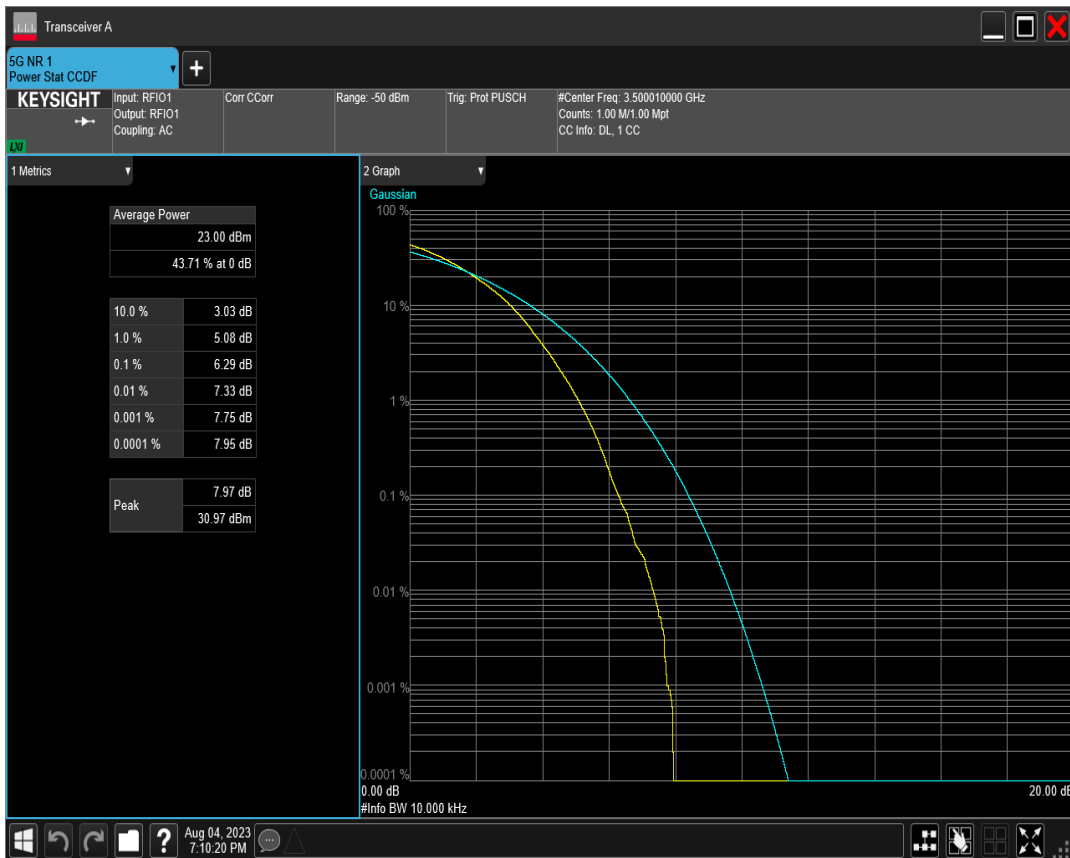 Transceiver A
5G NR 1
Power Stat CCDF
+
KEYSIGHT
LXI
Input: RFIO1
Output: RFIO1
Coupling: AC
Corr CCorr
Range: -50 dBm
Trig: Prot PUSCH
#Center Freq: 3.500010000 GHz
Counts: 1.00 M/1.00 Mpt
CC Info: DL, 1 CC
1 Metrics
Average Power
23.00 dBm
43.71 % at 0 dB
10.0 % 3.03 dB
1.0 % 5.08 dB
0.1 % 6.29 dB
0.01 % 7.33 dB
0.001 % 7.75 dB
0.0001 % 7.95 dB
Peak 7.97 dB
30.97 dBm
2 Graph
Gaussian
100 %
10 %
1 %
0.1 %
0.01 %
0.001 %
0.0001 %
0.00 dB 20.00 dB
#Info BW 10.000 kHz
? Aug 04, 2023
7:10:20 PM